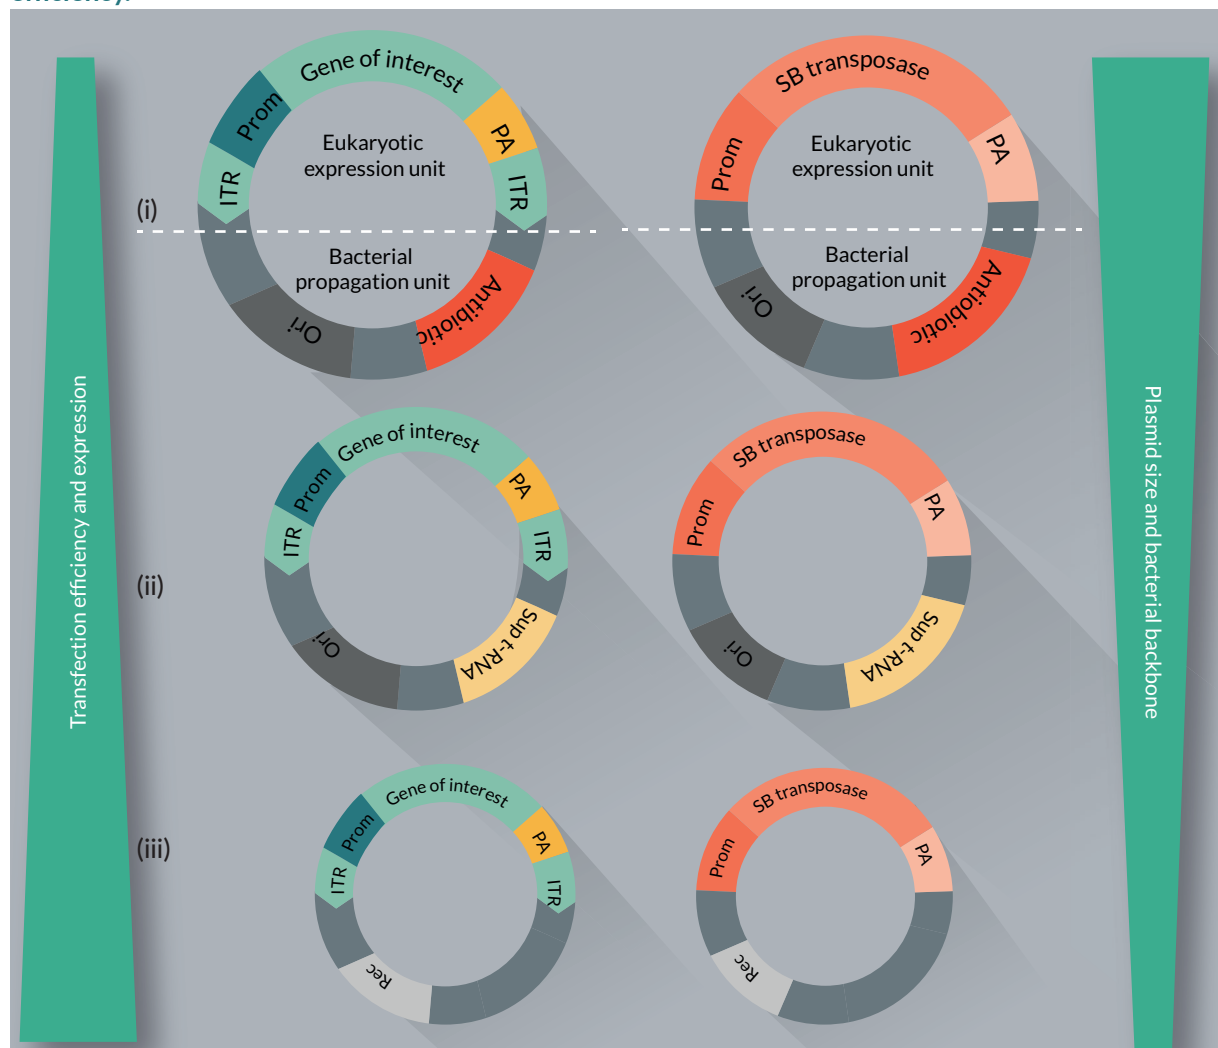 efficiency.
Gene of interest
Prom
PA
ITR
ITR
Eukaryotic
expression unit
Bacterial
propagation unit
Ori
Antibiotic
SB transposase
Prom
PA
Eukaryotic
expression unit
Bacterial
propagation unit
Ori
Antiobiotic
(i)
Gene of interest
Prom
PA
ITR
ITR
Ori
Sup t-RNA
SB transposase
Prom
PA
Ori
Sup t-RNA
(ii)
Gene of interest
Prom
PA
ITR
ITR
Rec
SB transposase
Prom
PA
Rec
(iii)
Transfection efficiency and expression
Plasmid size and bacterial backbone